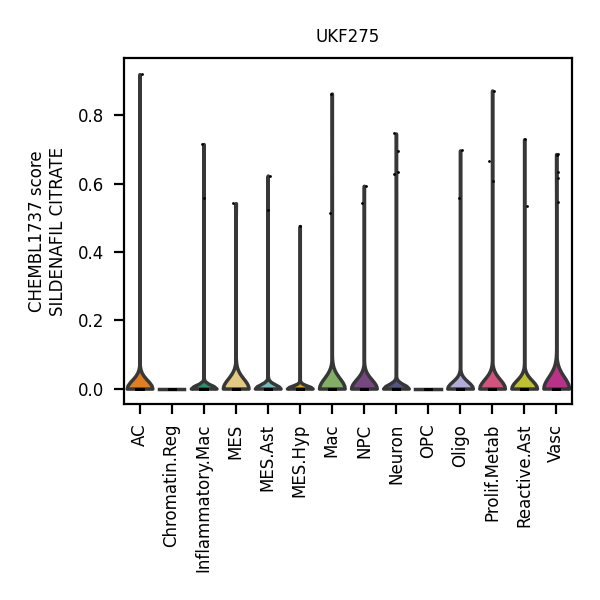 UKF275
CHEMBL1737 score
SILDENAFIL CITRATE
0.8
0.6
0.4
0.2
0.0
AC
Chromatin.Reg
Inflammatory.Mac
MES
MES.Ast
MES.Hyp
Mac
NPC
Neuron
OPC
Oligo
Prolif.Metab
Reactive.Ast
Vasc